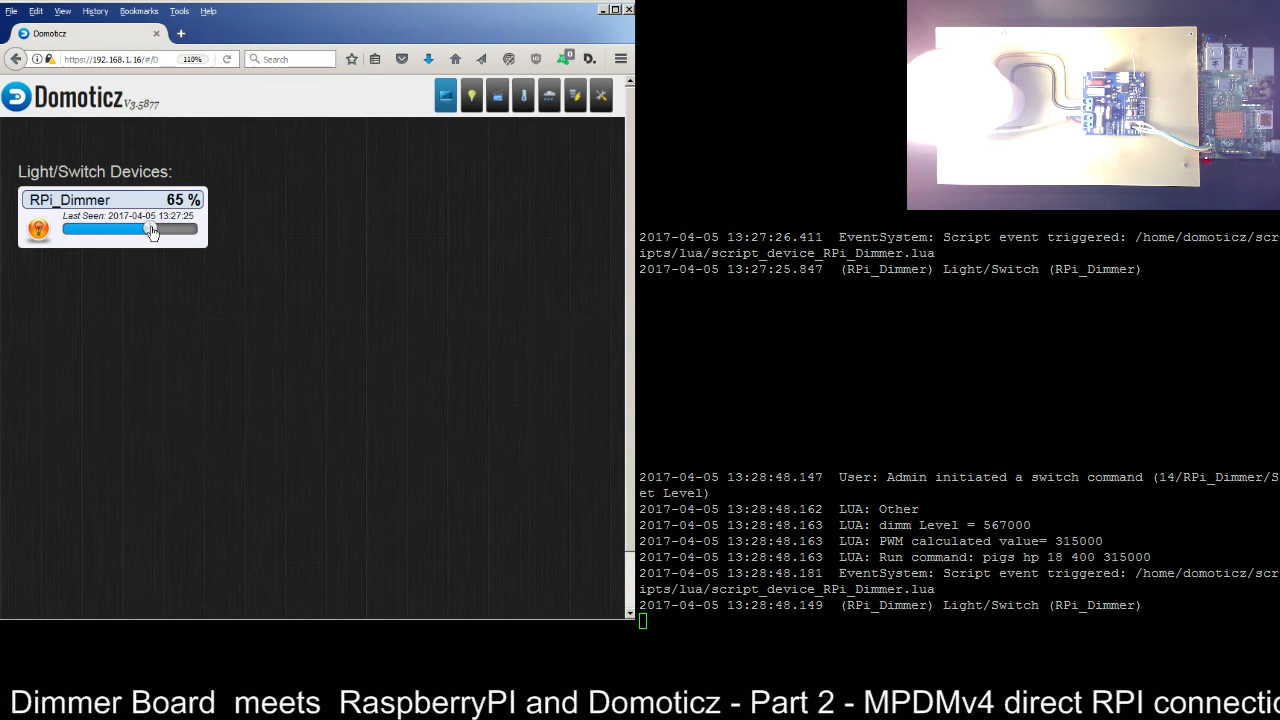 File Edit View History Bookmarks Tools Help
Domoticz
https://192.168.1.16/#/D 110% Search
Domoticz V3.5877
Light/Switch Devices:
RPi_Dimmer 65 %
Last Seen: 2017-04-05 13:27:25
2017-04-05 13:27:26.411 EventSystem: Script event triggered: /home/domoticz/scr
ipts/lua/script_device_RPi_Dimmer.lua
2017-04-05 13:27:25.847 (RPi_Dimmer) Light/Switch (RPi_Dimmer)
2017-04-05 13:28:48.147 User: Admin initiated a switch command (14/RPi_Dimmer/S
et Level)
2017-04-05 13:28:48.162 LUA: Other
2017-04-05 13:28:48.163 LUA: dimm Level = 567000
2017-04-05 13:28:48.163 LUA: PWM calculated value= 315000
2017-04-05 13:28:48.163 LUA: Run command: pigs hp 18 400 315000
2017-04-05 13:28:48.181 EventSystem: Script event triggered: /home/domoticz/scr
ipts/lua/script_device_RPi_Dimmer.lua
2017-04-05 13:28:48.149 (RPi_Dimmer) Light/Switch (RPi_Dimmer)
Dimmer Board meets RaspberryPI and Domoticz - Part 2 - MPDMv4 direct RPI connectio